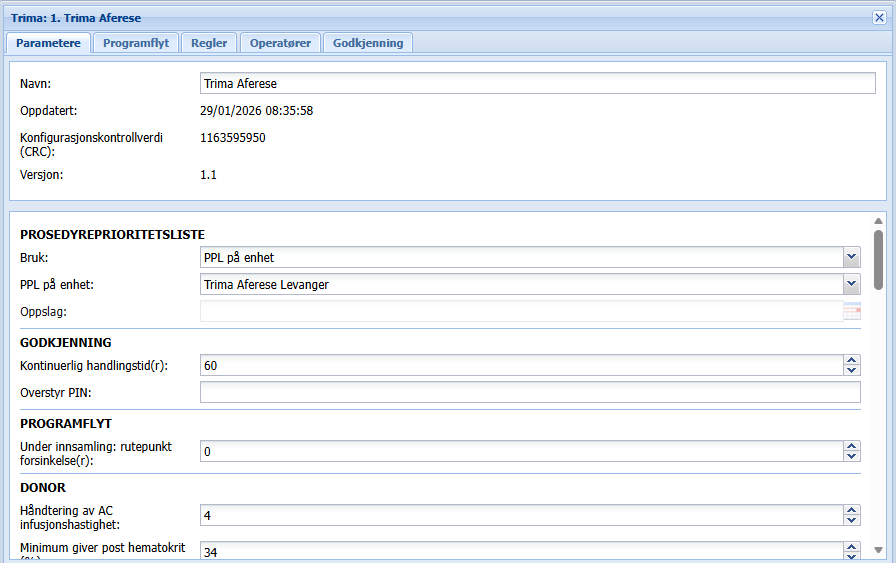 Trima: 1. Trima Aferese
Parametere Programflyt Regler Operatører Godkjenning
Navn: Trima Aferese
Oppdatert: 29/01/2026 08:35:58
Konfigurasjonskontrollverdi
(CRC): 1163595950
Versjon: 1.1
PROSEDYREPRIORITETSLISTE
Bruk: PPL på enhet
PPL på enhet: Trima Aferese Levanger
Oppslag:
GODKJENNING
Kontinuerlig handlingstid(r): 60
Overstyr PIN:
PROGRAMFLYT
Under innsamling: rutepunkt
forsinkelse(r): 0
DONOR
Håndtering av AC
infusjonshastighet: 4
Minimum giver post hematokrit 34